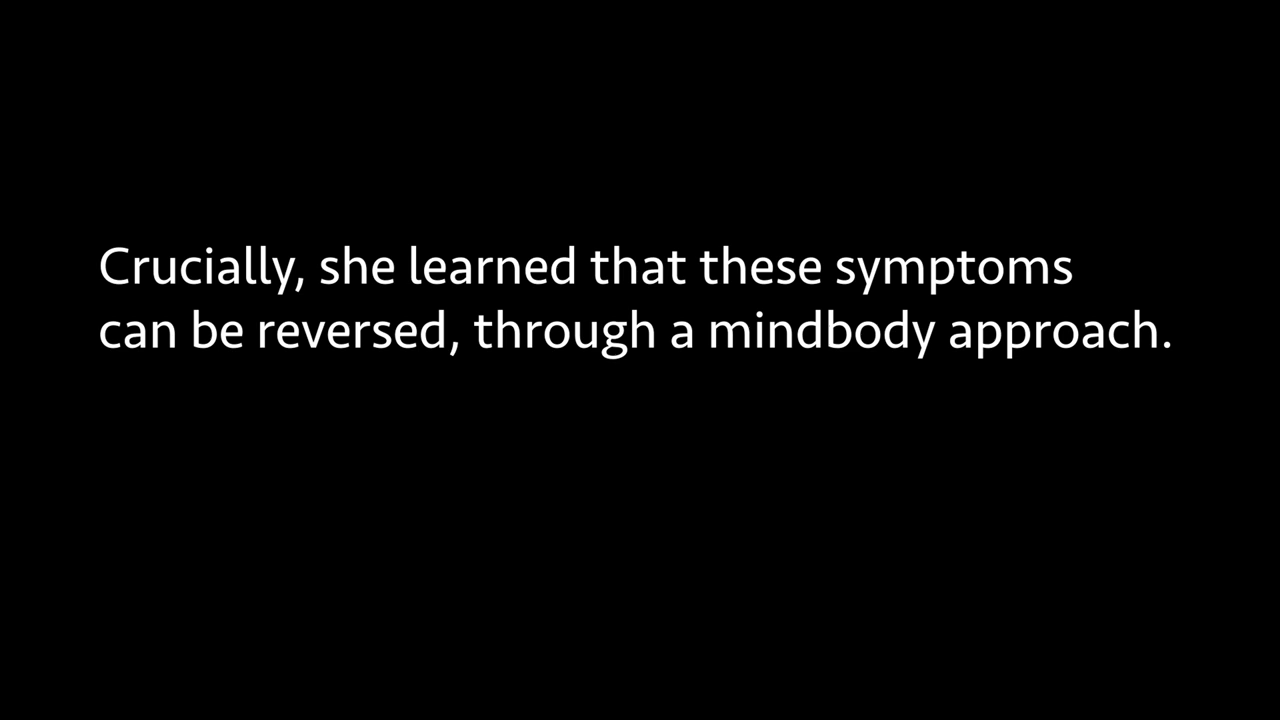 Crucially, she learned that these symptoms
can be reversed, through a mindbody approach.